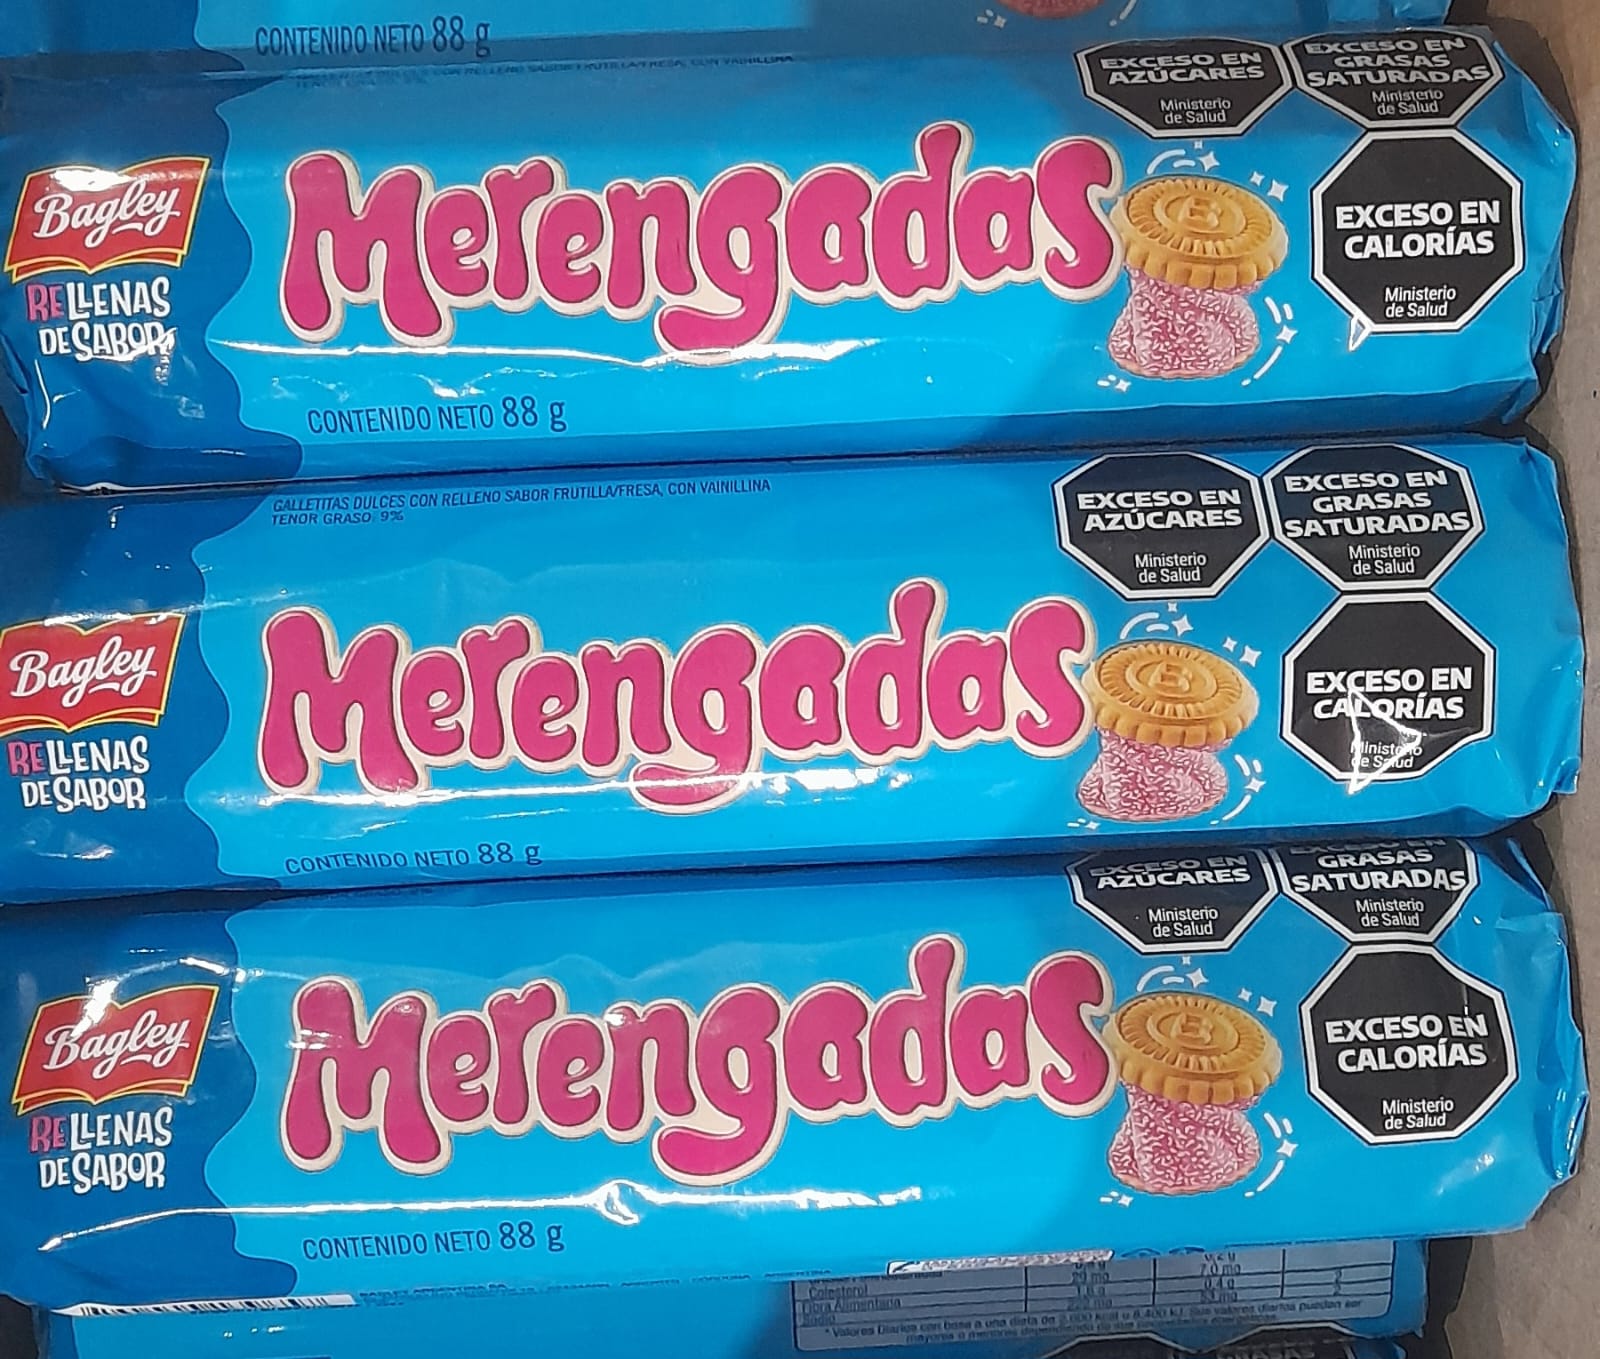 CONTENIDO NETO 88 g
EXCESO EN
AZÚCARES
Ministerio
de Salud
EXCESO EN
GRASAS
SATURADAS
Ministerio
de Salud
Bagley
RELLENAS
DE SABOR
Merengadas
EXCESO EN
CALORÍAS
Ministerio
de Salud
CONTENIDO NETO 88 g
GALLETITAS DULCES CON RELLENO SABOR FRUTILLA/FRESA, CON VAINILLINA
TENOR GRASO: 9%
EXCESO EN
AZÚCARES
Ministerio
de Salud
EXCESO EN
GRASAS
SATURADAS
Ministerio
de Salud
Bagley
RELLENAS
DE SABOR
Merengadas
EXCESO EN
CALORÍAS
Ministerio
de Salud
CONTENIDO NETO 88 g
EXCESO EN
AZÚCARES
Ministerio
de Salud
GRASAS
SATURADAS
Ministerio
de Salud
Bagley
RELLENAS
DE SABOR
Merengadas
EXCESO EN
CALORÍAS
Ministerio
de Salud
CONTENIDO NETO 88 g
Colesterol
Fibra Alimentaria
Sodio